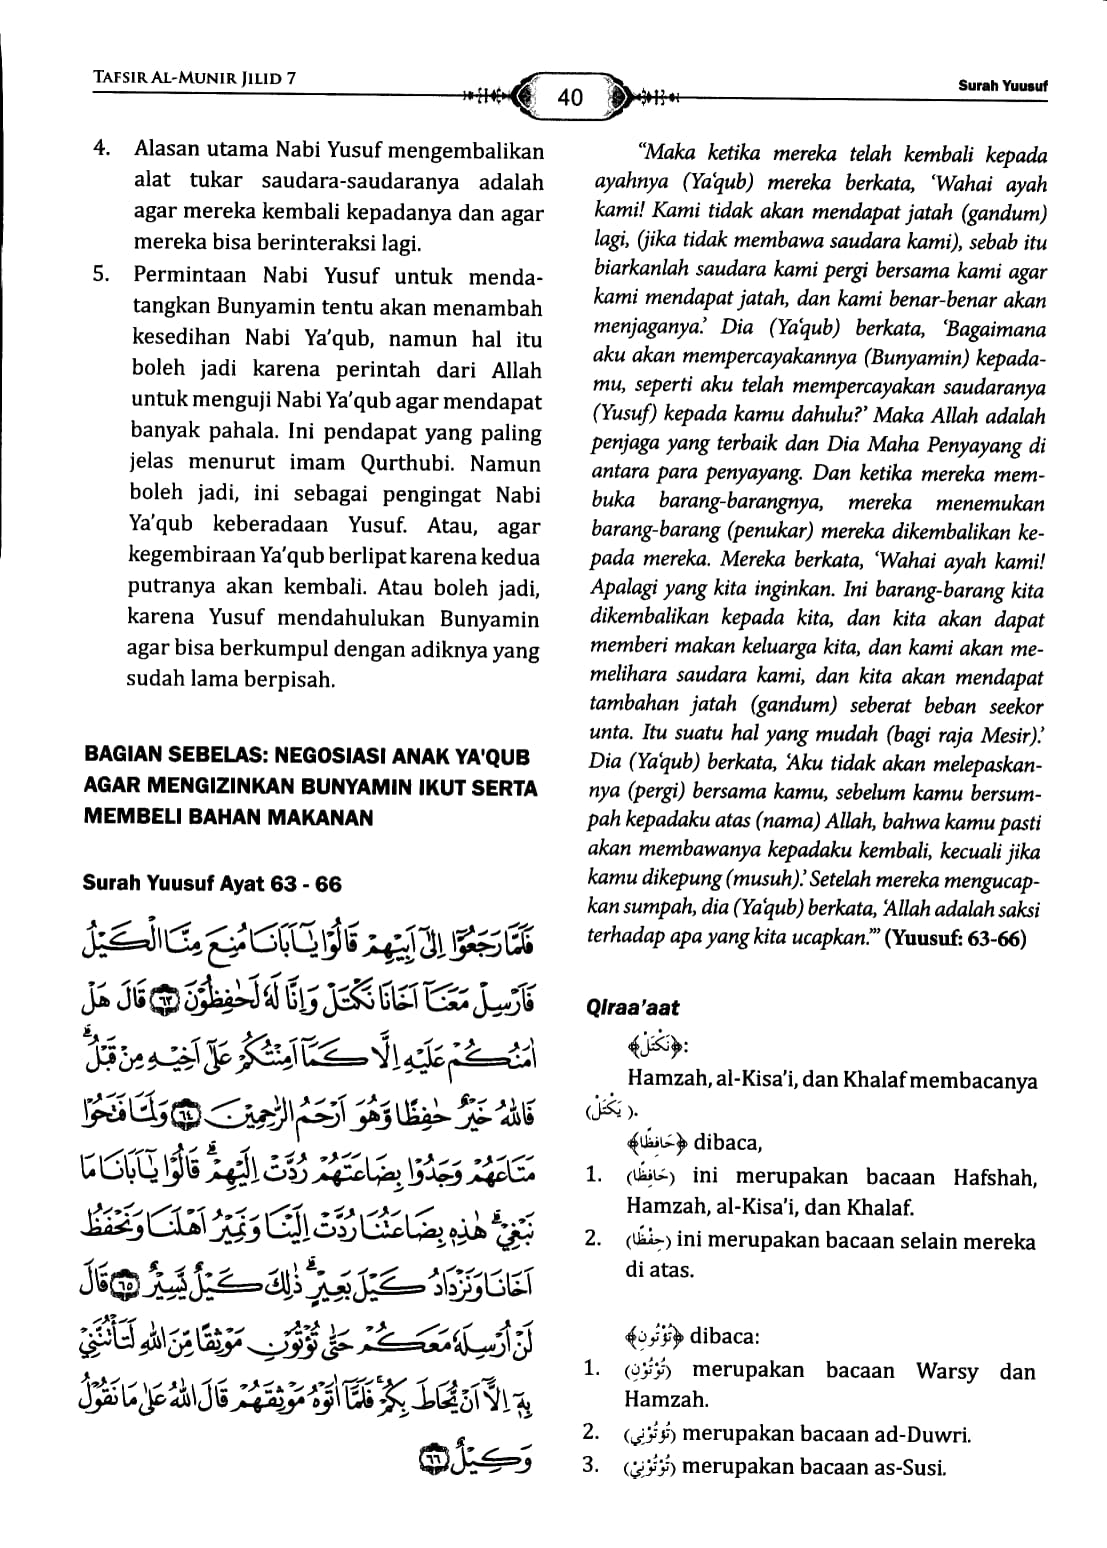 TAFSIR AL-MUNIR JILID 7
40
Surah Yuusuf
4. Alasan utama Nabi Yusuf mengembalikan
alat tukar saudara-saudaranya adalah
agar mereka kembali kepadanya dan agar
mereka bisa berinteraksi lagi.
5. Permintaan Nabi Yusuf untuk menda-
tangkan Bunyamin tentu akan menambah
kesedihan Nabi Ya'qub, namun hal itu
boleh jadi karena perintah dari Allah
untuk menguji Nabi Ya'qub agar mendapat
banyak pahala. Ini pendapat yang paling
jelas menurut imam Qurthubi. Namun
boleh jadi, ini sebagai pengingat Nabi
Ya'qub keberadaan Yusuf. Atau, agar
kegembiraan Ya'qub berlipat karena kedua
putranya akan kembali. Atau boleh jadi,
karena Yusuf mendahulukan Bunyamin
agar bisa berkumpul dengan adiknya yang
sudah lama berpisah.
BAGIAN SEBELAS: NEGOSIASI ANAK YA'QUB
AGAR MENGIZINKAN BUNYAMIN IKUT SERTA
MEMBELI BAHAN MAKANAN
Surah Yuusuf Ayat 63 - 66
فَلَمَّا رَجَعُوْٓا اِلٰٓى اَبِيْهِمْ قَالُوْا يٰٓاَبَانَا مُنِعَ مِنَّا الْكَيْلُ
فَاَرْسِلْ مَعَنَآ اَخَانَا نَكْتَلْ وَاِنَّا لَهٗ لَحٰفِظُوْنَ ٦٣ قَالَ هَلْ
اٰمَنُكُمْ عَلَيْهِ اِلَّا كَمَآ اَمِنْتُكُمْ عَلٰٓى اَخِيْهِ مِنْ قَبْلُۗ
فَاللّٰهُ خَيْرٌ حٰفِظًا وَّهُوَ اَرْحَمُ الرّٰحِمِيْنَ ٦٤ وَلَمَّا فَتَحُوْا
مَتَاعَهُمْ وَجَدُوْا بِضَاعَتَهُمْ رُدَّتْ اِلَيْهِمْۗ قَالُوْا يٰٓاَبَانَا مَا
نَبْغِيْۗ هٰذِهٖ بِضَاعَتُنَا رُدَّتْ اِلَيْنَا وَنَمِيْرُ اَهْلَنَا وَنَحْفَظُ
اَخَانَا وَنَزْدَادُ كَيْلَ بَعِيْرٍۗ ذٰلِكَ كَيْلٌ يَّسِيْرٌ ٦٥ قَالَ
لَنْ اُرْسِلَهٗ مَعَكُمْ حَتّٰى تُؤْتُوْنِ مَوْثِقًا مِّنَ اللّٰهِ لَتَأْتُنَّنِيْ
بِهٖٓ اِلَّآ اَنْ يُّحَاطَ بِكُمْۚ فَلَمَّآ اٰتَوْهُ مَوْثِقَهُمْ قَالَ اللّٰهُ عَلٰى مَا نَقُوْلُ
وَكِيْلٌ ٦٦
“Maka ketika mereka telah kembali kepada
ayahnya (Ya‘qub) mereka berkata, ‘Wahai ayah
kami! Kami tidak akan mendapat jatah (gandum)
lagi, (jika tidak membawa saudara kami), sebab itu
biarkanlah saudara kami pergi bersama kami agar
kami mendapat jatah, dan kami benar-benar akan
menjaganya.’ Dia (Ya‘qub) berkata, ‘Bagaimana
aku akan mempercayakannya (Bunyamin) kepada-
mu, seperti aku telah mempercayakan saudaranya
(Yusuf) kepada kamu dahulu?’ Maka Allah adalah
penjaga yang terbaik dan Dia Maha Penyayang di
antara para penyayang. Dan ketika mereka mem-
buka barang-barangnya, mereka menemukan
barang-barang (penukar) mereka dikembalikan ke-
pada mereka. Mereka berkata, ‘Wahai ayah kami!
Apalagi yang kita inginkan. Ini barang-barang kita
dikembalikan kepada kita, dan kita akan dapat
memberi makan keluarga kita, dan kami akan me-
melihara saudara kami, dan kita akan mendapat
tambahan jatah (gandum) seberat beban seekor
unta. Itu suatu hal yang mudah (bagi raja Mesir).’
Dia (Ya‘qub) berkata, ‘Aku tidak akan melepaskan-
nya (pergi) bersama kamu, sebelum kamu bersum-
pah kepadaku atas (nama) Allah, bahwa kamu pasti
akan membawanya kepadaku kembali, kecuali jika
kamu dikepung (musuh).’ Setelah mereka mengucap-
kan sumpah, dia (Ya‘qub) berkata, ‘Allah adalah saksi
terhadap apa yang kita ucapkan.’” (Yuusuf: 63-66)
Qiraa'aat
﴿نَكْتَلْ﴾:
Hamzah, al-Kisa'i, dan Khalaf membacanya
(يَكْتَلْ).
﴿حَافِظًا﴾ dibaca,
1. (حَافِظًا) ini merupakan bacaan Hafshah,
Hamzah, al-Kisa'i, dan Khalaf.
2. (حِفْظًا) ini merupakan bacaan selain mereka
di atas.
﴿تُؤْتُونِ﴾ dibaca:
1. (تُوْتُوْنِ) merupakan bacaan Warsy dan
Hamzah.
2. (تُؤْتُوْنِي) merupakan bacaan ad-Duwri.
3. (تُوْتُوْنِيْ) merupakan bacaan as-Susi.